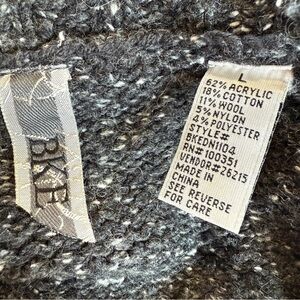 BKE
L
62% ACRYLIC
18% COTTON
11% WOOL
5% NYLON
4% POLYESTER
STYLE#
BKEDN1104
RN# 100351
VENDOR#26215
MADE IN
CHINA
SEE REVERSE
FOR CARE